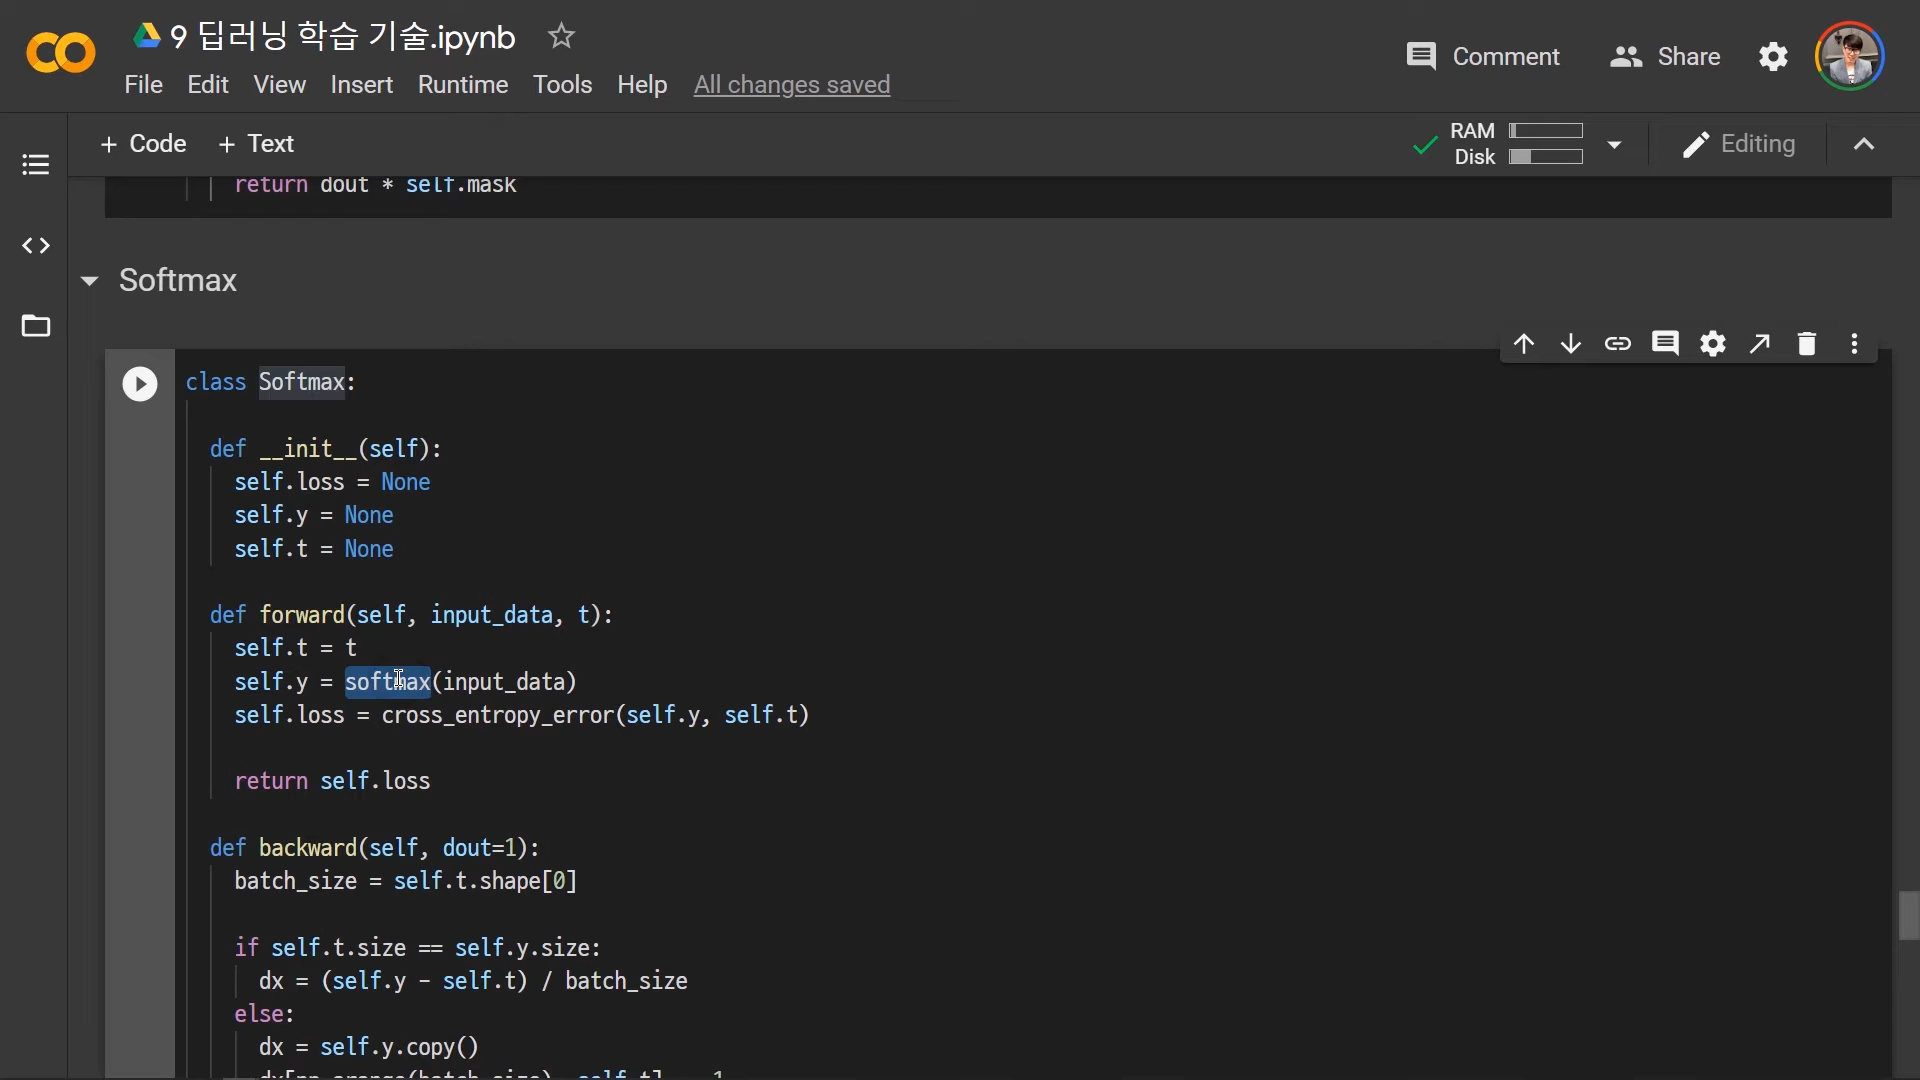 9 딥러닝 학습 기술.ipynb
File Edit View Insert Runtime Tools Help All changes saved
Comment Share
+ Code + Text
RAM
Disk
Editing
return dout * self.mask
Softmax
class Softmax:
def __init__(self):
self.loss = None
self.y = None
self.t = None
def forward(self, input_data, t):
self.t = t
self.y = softmax(input_data)
self.loss = cross_entropy_error(self.y, self.t)
return self.loss
def backward(self, dout=1):
batch_size = self.t.shape[0]
if self.t.size == self.y.size:
dx = (self.y - self.t) / batch_size
else:
dx = self.y.copy()